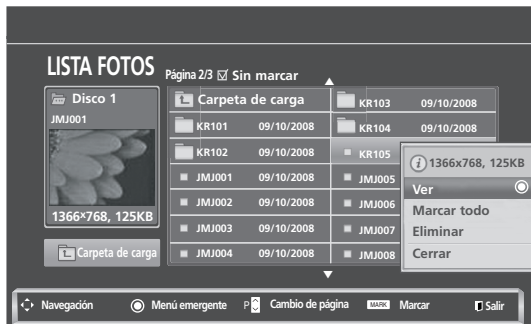 LISTA FOTOS
Página 2/3 ☑ Sin marcar
Disco 1
JMJ001
1366×768, 125KB
Carpeta de carga
Carpeta de carga
KR101 09/10/2008
KR102 09/10/2008
JMJ001 09/10/2008
JMJ002 09/10/2008
JMJ003 09/10/2008
JMJ004 09/10/2008
KR103 09/10/2008
KR104 09/10/2008
KR105
JMJ005
JMJ006
JMJ007
JMJ008
1366x768, 125KB
Ver
Marcar todo
Eliminar
Cerrar
Navegación Menú emergente P Cambio de página MARK Marcar Salir